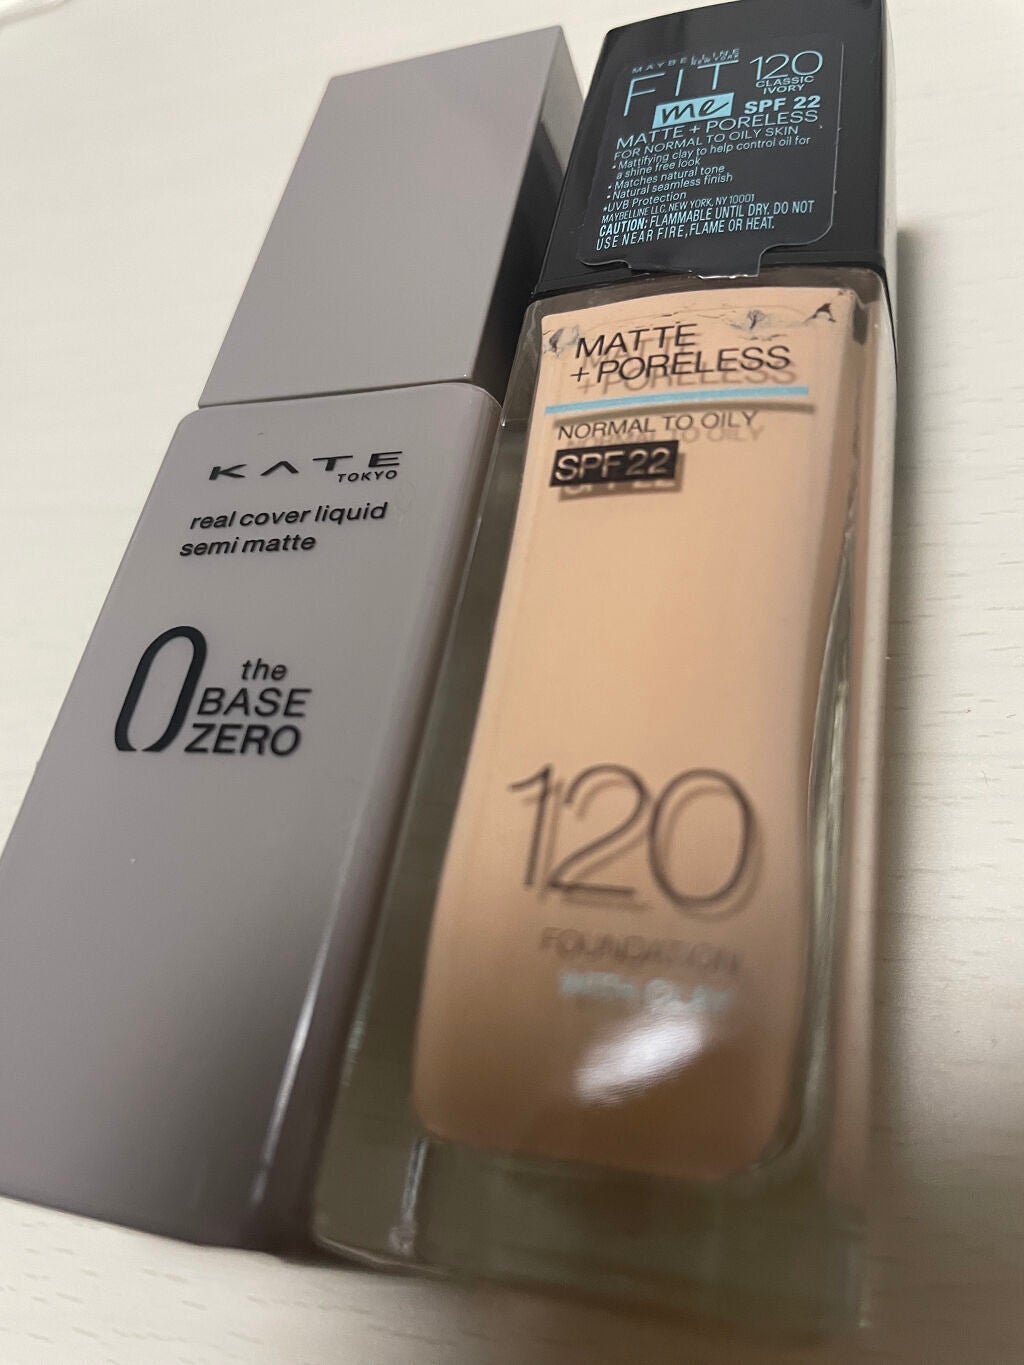 KATE
TOKYO
real cover liquid
semi matte
0
the
BASE
ZERO
MAYBELLINE
NEW YORK
FIT
me
120
CLASSIC
IVORY
SPF 22
MATTE + PORELESS
FOR NORMAL TO OILY SKIN
• Mattifying clay to help control oil for
a shine free look
• Matches natural tone
• Natural seamless finish
•UVB Protection
MAYBELLINE LLC, NEW YORK, NY 10001
CAUTION: FLAMMABLE UNTIL DRY. DO NOT
USE NEAR FIRE, FLAME OR HEAT.
MATTE
+ PORELESS
NORMAL TO OILY
SPF 22
120
FOUNDATION
WITH CLAY